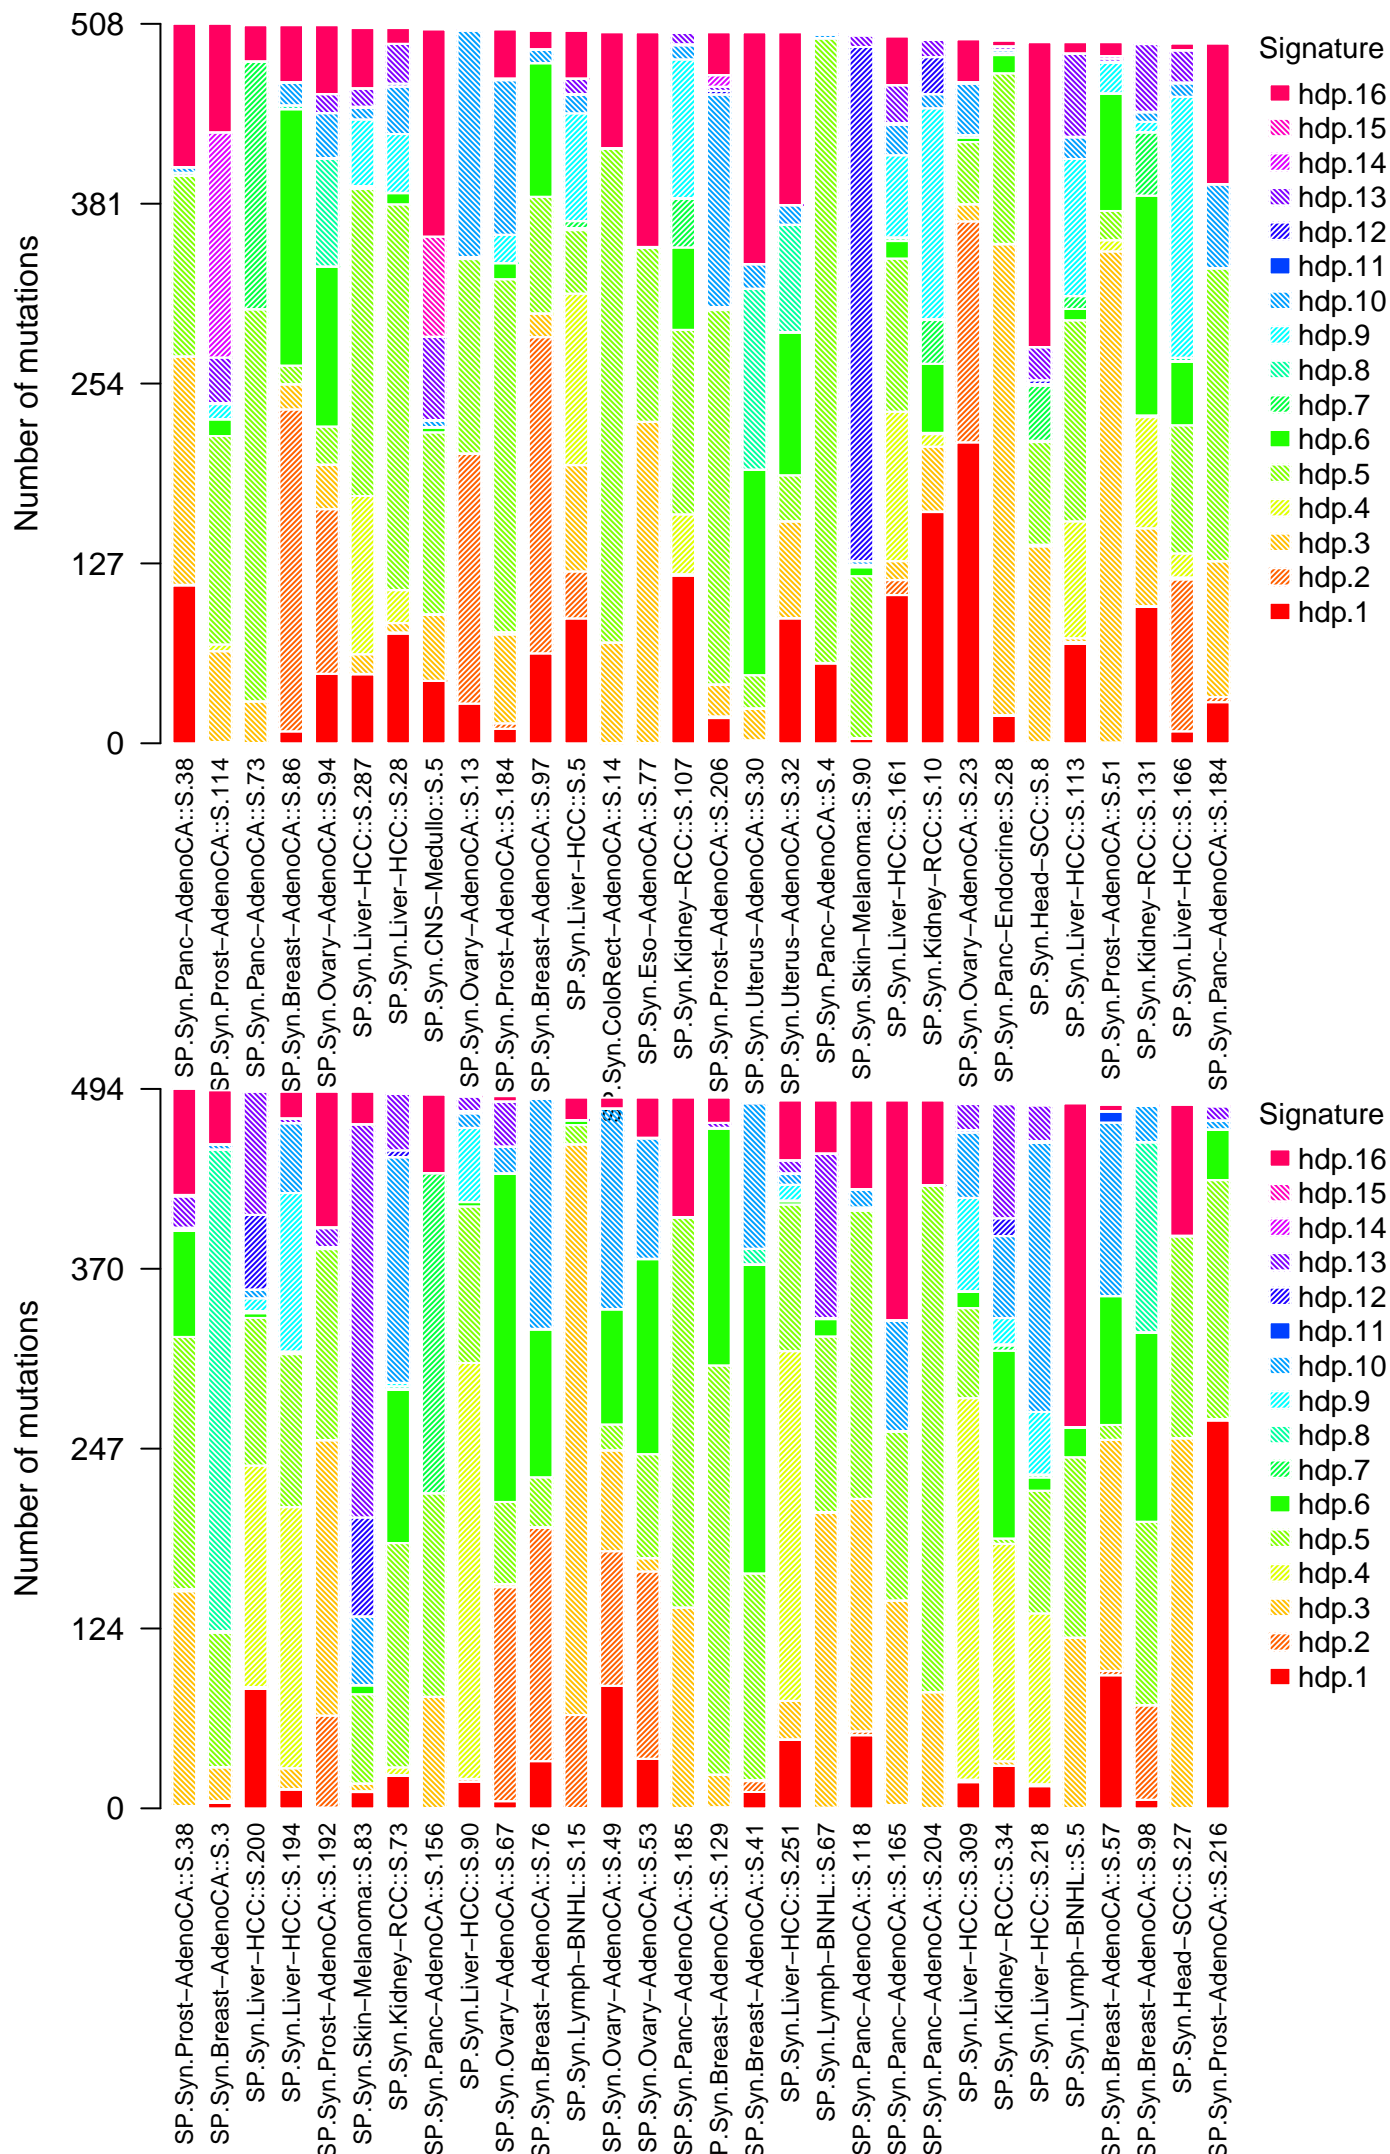 Number of mutations
508
381
254
127
0
Signature
hdp.16
hdp.15
hdp.14
hdp.13
hdp.12
hdp.11
hdp.10
hdp.9
hdp.8
hdp.7
hdp.6
hdp.5
hdp.4
hdp.3
hdp.2
hdp.1
SP.Syn.Panc−AdenoCA::S.38
SP.Syn.Prost−AdenoCA::S.114
SP.Syn.Panc−AdenoCA::S.73
SP.Syn.Breast−AdenoCA::S.86
SP.Syn.Ovary−AdenoCA::S.94
SP.Syn.Liver−HCC::S.287
SP.Syn.Liver−HCC::S.28
SP.Syn.CNS−Medullo::S.5
SP.Syn.Ovary−AdenoCA::S.13
SP.Syn.Prost−AdenoCA::S.184
SP.Syn.Breast−AdenoCA::S.97
SP.Syn.Liver−HCC::S.5
SP.Syn.ColoRect−AdenoCA::S.14
SP.Syn.Eso−AdenoCA::S.77
SP.Syn.Kidney−RCC::S.107
SP.Syn.Prost−AdenoCA::S.206
SP.Syn.Uterus−AdenoCA::S.30
SP.Syn.Uterus−AdenoCA::S.32
SP.Syn.Panc−AdenoCA::S.4
SP.Syn.Skin−Melanoma::S.90
SP.Syn.Liver−HCC::S.161
SP.Syn.Kidney−RCC::S.10
SP.Syn.Ovary−AdenoCA::S.23
SP.Syn.Panc−Endocrine::S.28
SP.Syn.Head−SCC::S.8
SP.Syn.Liver−HCC::S.113
SP.Syn.Prost−AdenoCA::S.51
SP.Syn.Kidney−RCC::S.131
SP.Syn.Liver−HCC::S.166
SP.Syn.Panc−AdenoCA::S.184
Number of mutations
494
370
247
124
0
Signature
hdp.16
hdp.15
hdp.14
hdp.13
hdp.12
hdp.11
hdp.10
hdp.9
hdp.8
hdp.7
hdp.6
hdp.5
hdp.4
hdp.3
hdp.2
hdp.1
SP.Syn.Prost−AdenoCA::S.38
SP.Syn.Breast−AdenoCA::S.3
SP.Syn.Liver−HCC::S.200
SP.Syn.Liver−HCC::S.194
SP.Syn.Prost−AdenoCA::S.192
SP.Syn.Skin−Melanoma::S.83
SP.Syn.Kidney−RCC::S.73
SP.Syn.Panc−AdenoCA::S.156
SP.Syn.Liver−HCC::S.90
SP.Syn.Ovary−AdenoCA::S.67
SP.Syn.Breast−AdenoCA::S.76
SP.Syn.Lymph−BNHL::S.15
SP.Syn.Ovary−AdenoCA::S.49
SP.Syn.Ovary−AdenoCA::S.53
SP.Syn.Panc−AdenoCA::S.185
P.Syn.Breast−AdenoCA::S.129
SP.Syn.Breast−AdenoCA::S.41
SP.Syn.Liver−HCC::S.251
SP.Syn.Lymph−BNHL::S.67
SP.Syn.Panc−AdenoCA::S.118
SP.Syn.Panc−AdenoCA::S.165
SP.Syn.Panc−AdenoCA::S.204
SP.Syn.Liver−HCC::S.309
SP.Syn.Kidney−RCC::S.34
SP.Syn.Liver−HCC::S.218
SP.Syn.Lymph−BNHL::S.5
SP.Syn.Breast−AdenoCA::S.57
SP.Syn.Breast−AdenoCA::S.98
SP.Syn.Head−SCC::S.27
SP.Syn.Prost−AdenoCA::S.216